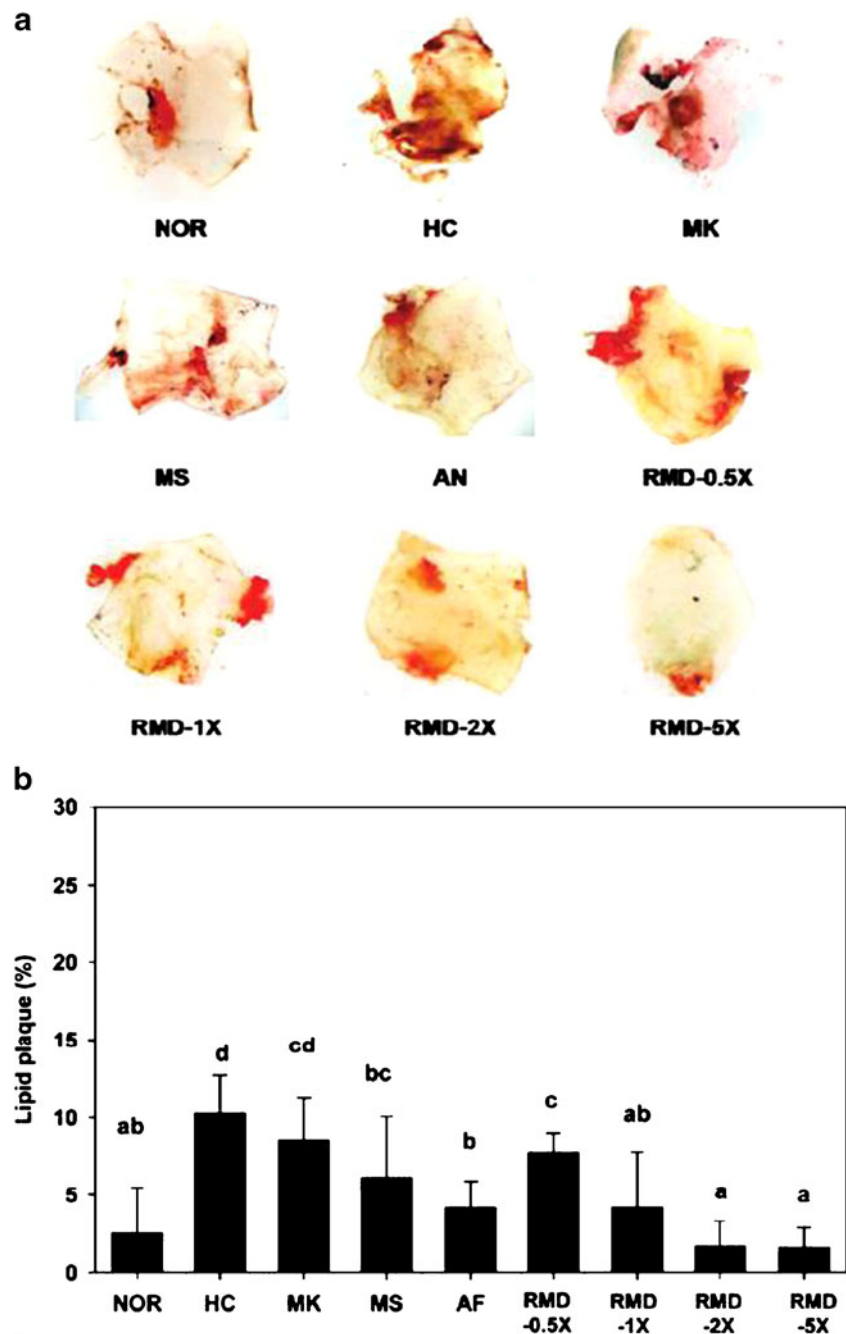 a
NOR HC MK
MS AN RMD-0.5X
RMD-1X RMD-2X RMD-5X
b
30
25
20
15
10
5
0
Lipid plaque (%)
ab d cd bc b c ab a a
NOR HC MK MS AF RMD RMD RMD RMD
-0.5X -1X -2X -5X